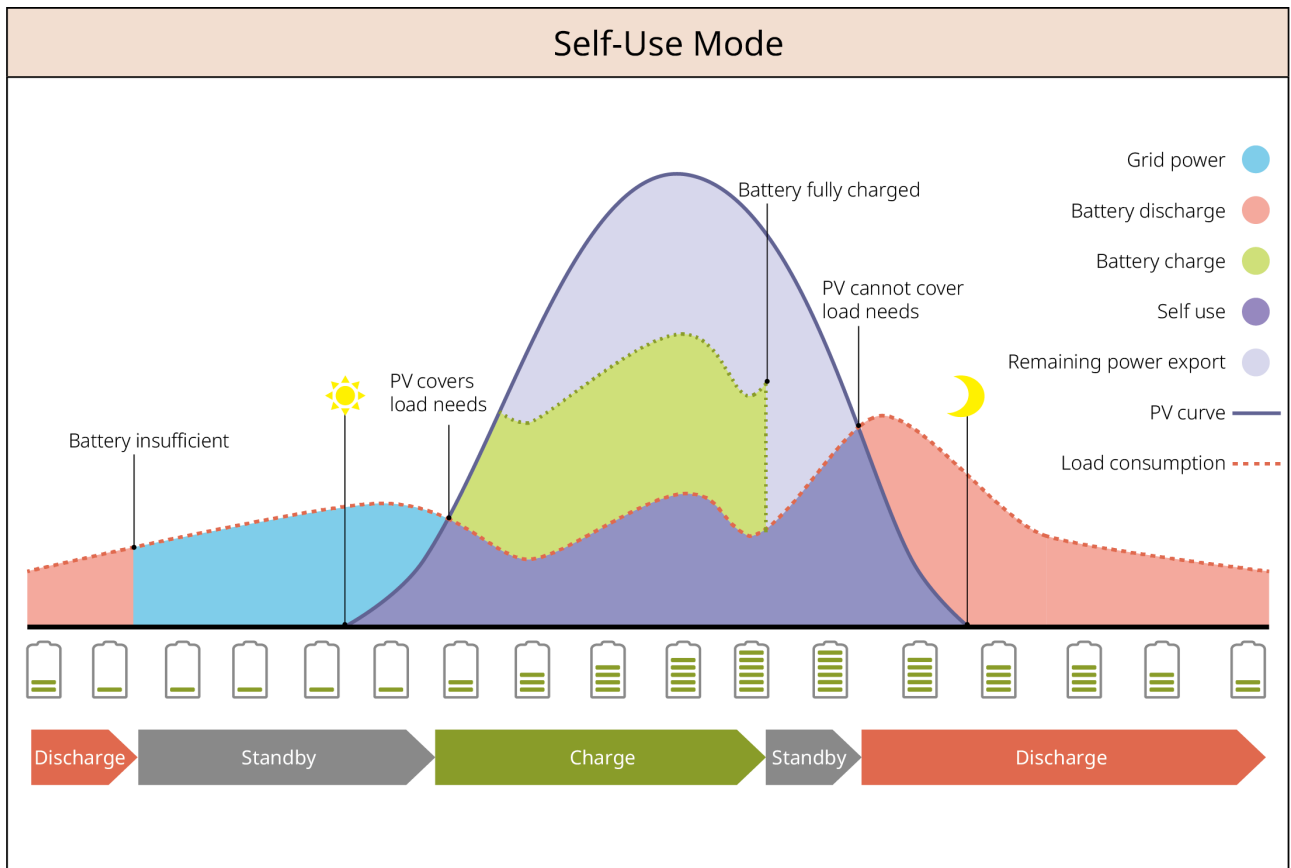 Self-Use Mode
Grid power
Battery discharge
Battery charge
Self use
Remaining power export
PV curve
Load consumption
Battery fully charged
PV cannot cover
load needs
PV covers
load needs
Battery insufficient
Discharge
Standby
Charge
Standby
Discharge